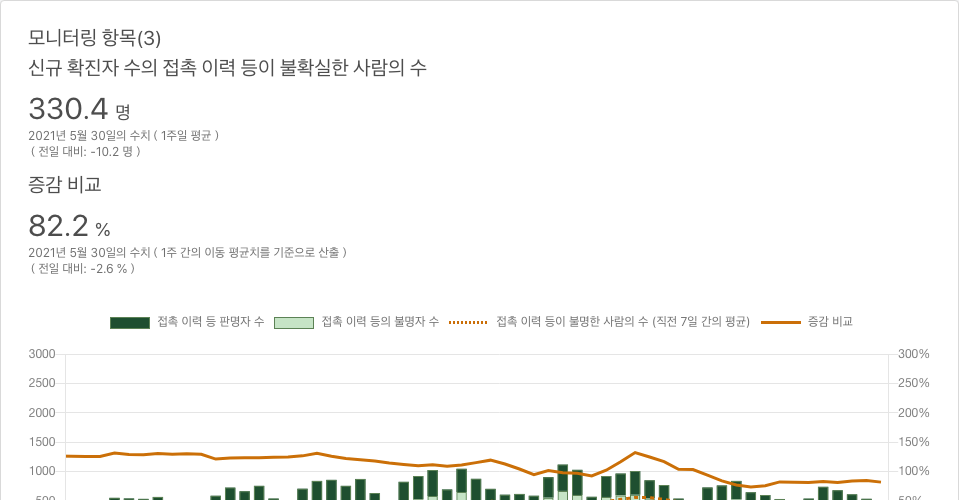 모니터링 항목(3)
신규 확진자 수의 접촉 이력 등이 불확실한 사람의 수
330.4 명
2021년 5월 30일의 수치 ( 1주일 평균 )
( 전일 대비: -10.2 명 )
증감 비교
82.2 %
2021년 5월 30일의 수치 ( 1주 간의 이동 평균치를 기준으로 산출 )
( 전일 대비: -2.6 % )
접촉 이력 등 판명자 수 접촉 이력 등의 불명자 수 접촉 이력 등이 불명한 사람의 수 (직전 7일 간의 평균) 증감 비교
3000 300%
2500 250%
2000 200%
1500 150%
1000 100%
500 50%